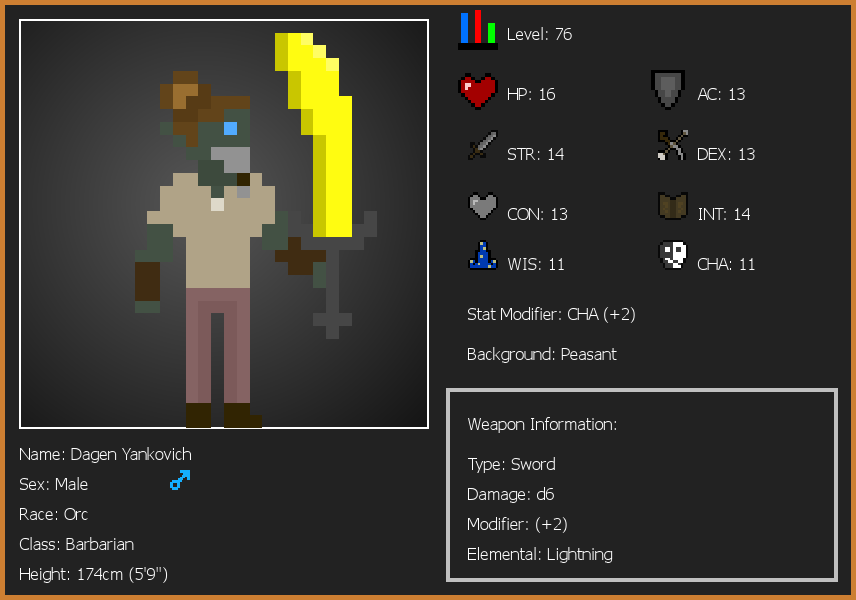 Level: 76
HP: 16
AC: 13
STR: 14
DEX: 13
CON: 13
INT: 14
WIS: 11
CHA: 11
Stat Modifier: CHA (+2)
Background: Peasant
Weapon Information:
Type: Sword
Damage: d6
Modifier: (+2)
Elemental: Lightning
Name: Dagen Yankovich
Sex: Male
Race: Orc
Class: Barbarian
Height: 174cm (5'9")